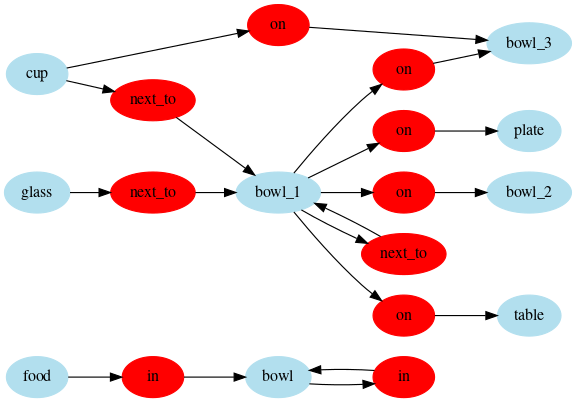 on
bowl_3
cup
on
next_to
on
plate
glass
next_to
bowl_1
on
bowl_2
next_to
on
table
food
in
bowl
in